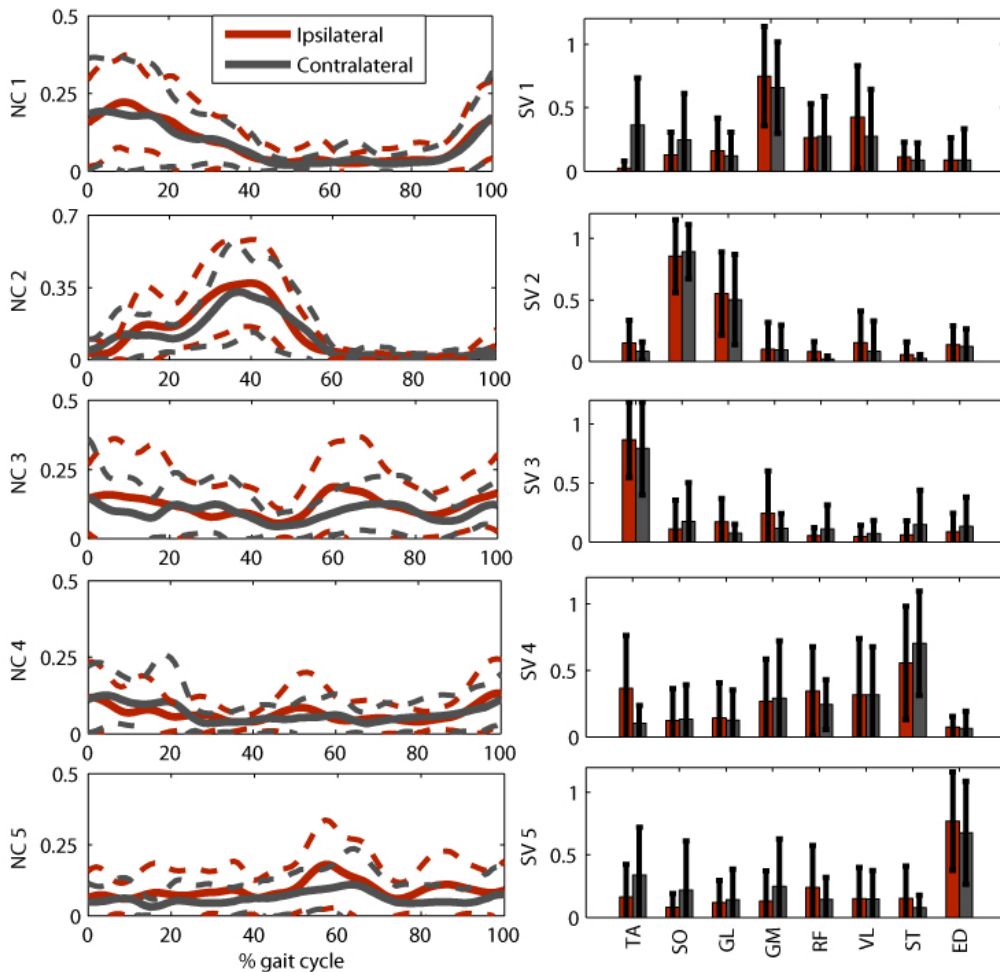 Ipsilateral
Contralateral
NC 1
0.5
0.25
0
0 20 40 60 80 100
SV 1
1
0.5
0
NC 2
0.7
0.35
0
0 20 40 60 80 100
SV 2
1
0.5
0
NC 3
0.5
0.25
0
0 20 40 60 80 100
SV 3
1
0.5
0
NC 4
0.5
0.25
0
0 20 40 60 80 100
SV 4
1
0.5
0
NC 5
0.5
0.25
0
0 20 40 60 80 100
% gait cycle
SV 5
1
0.5
0
TA SO GL GM RF VL ST ED